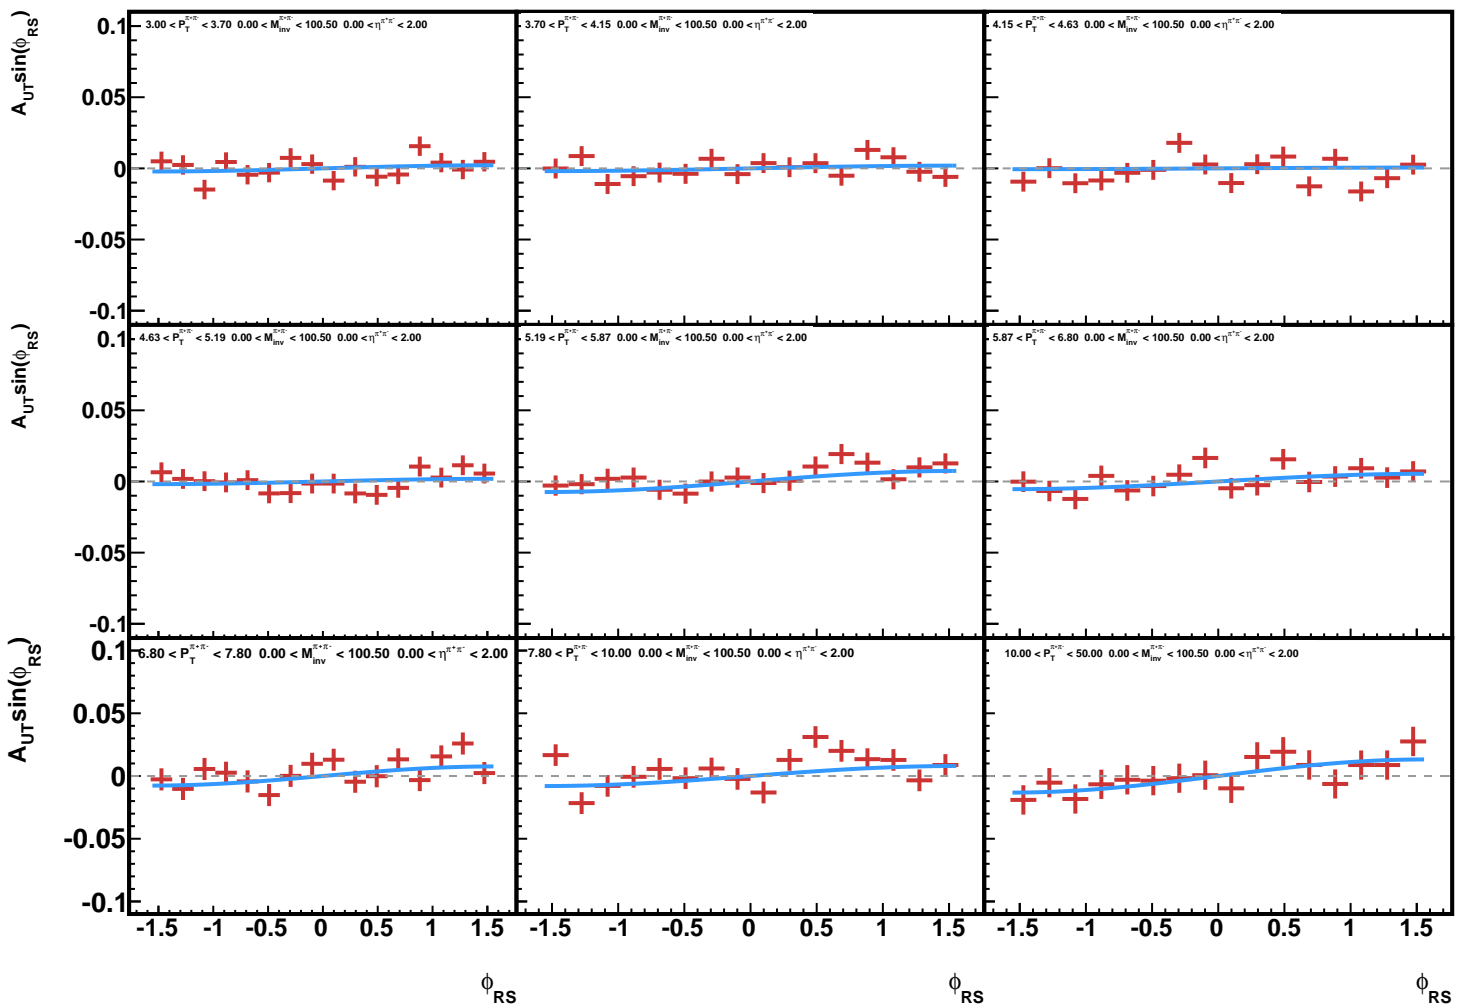 A_UT sin(ϕ_RS)
0.1
0.05
0
-0.05
-0.1
3.00 < P_T^π+π- < 3.70 0.00 < M_inv^π+π- < 100.50 0.00 < η^π+π- < 2.00
3.70 < P_T^π+π- < 4.15 0.00 < M_inv^π+π- < 100.50 0.00 < η^π+π- < 2.00
4.15 < P_T^π+π- < 4.63 0.00 < M_inv^π+π- < 100.50 0.00 < η^π+π- < 2.00
A_UT sin(ϕ_RS)
0.1
0.05
0
-0.05
-0.1
4.63 < P_T^π+π- < 5.19 0.00 < M_inv^π+π- < 100.50 0.00 < η^π+π- < 2.00
5.19 < P_T^π+π- < 5.87 0.00 < M_inv^π+π- < 100.50 0.00 < η^π+π- < 2.00
5.87 < P_T^π+π- < 6.80 0.00 < M_inv^π+π- < 100.50 0.00 < η^π+π- < 2.00
A_UT sin(ϕ_RS)
0.1
0.05
0
-0.05
-0.1
6.80 < P_T^π+π- < 7.80 0.00 < M_inv^π+π- < 100.50 0.00 < η^π+π- < 2.00
7.80 < P_T^π+π- < 10.00 0.00 < M_inv^π+π- < 100.50 0.00 < η^π+π- < 2.00
10.00 < P_T^π+π- < 50.00 0.00 < M_inv^π+π- < 100.50 0.00 < η^π+π- < 2.00
-1.5 -1 -0.5 0 0.5 1 1.5
-1.5 -1 -0.5 0 0.5 1 1.5
-1.5 -1 -0.5 0 0.5 1 1.5
ϕ_RS
ϕ_RS
ϕ_RS